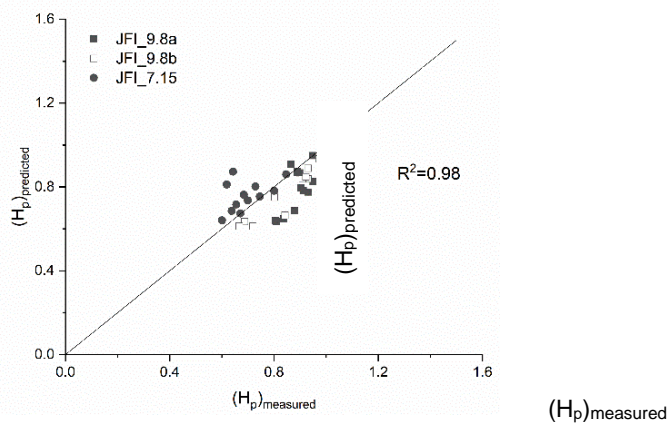 1.6
JFI_9.8a
JFI_9.8b
JFI_7.15
1.2
(Hp)predicted
0.8
(Hp)predicted
R²=0.98
0.4
0.0
0.0 0.4 0.8 1.2 1.6
(Hp)measured
(Hp)measured